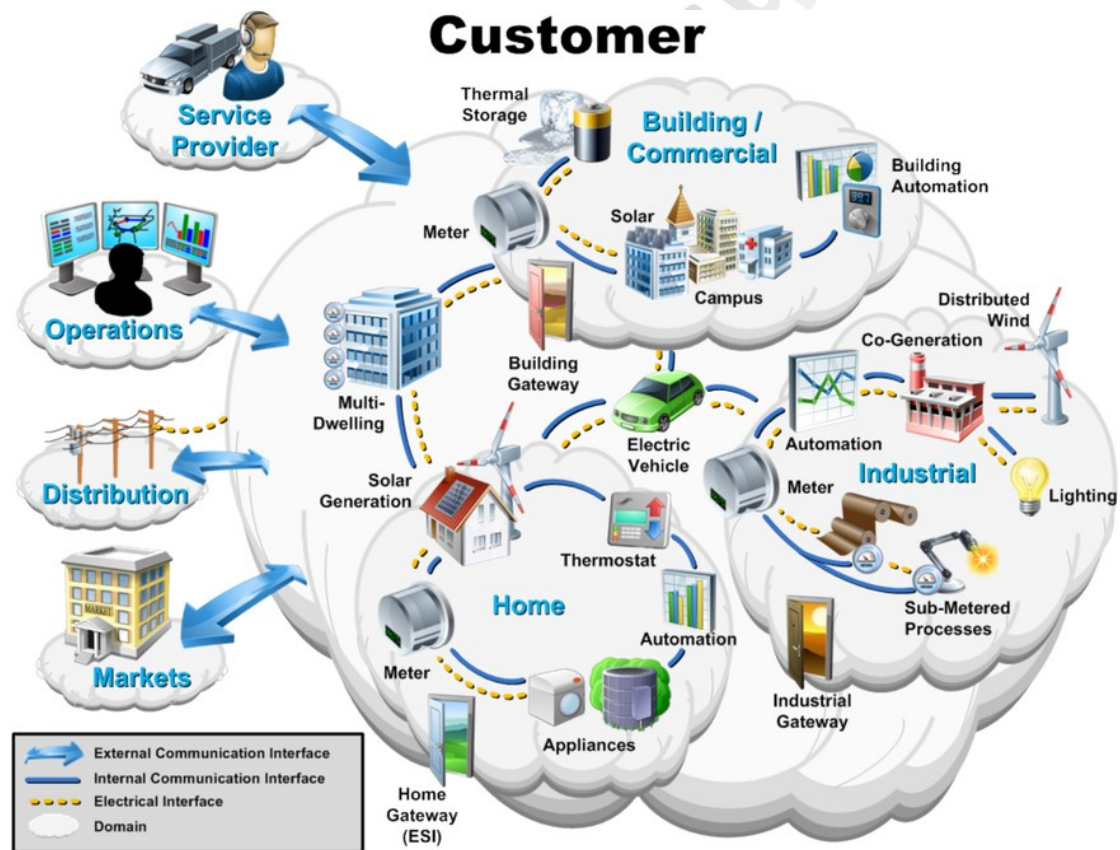 Customer
Service
Provider
Thermal
Storage
Building /
Commercial
Building
Automation
Meter
Solar
Campus
Operations
Building
Gateway
Multi-
Dwelling
Distributed
Wind
Co-Generation
Automation
Electric
Vehicle
Industrial
Meter
Lighting
Distribution
Solar
Generation
Thermostat
Sub-Metered
Processes
Home
Automation
MARKET
Markets
Meter
Appliances
Industrial
Gateway
Home
Gateway
(ESI)
External Communication Interface
Internal Communication Interface
Electrical Interface
Domain